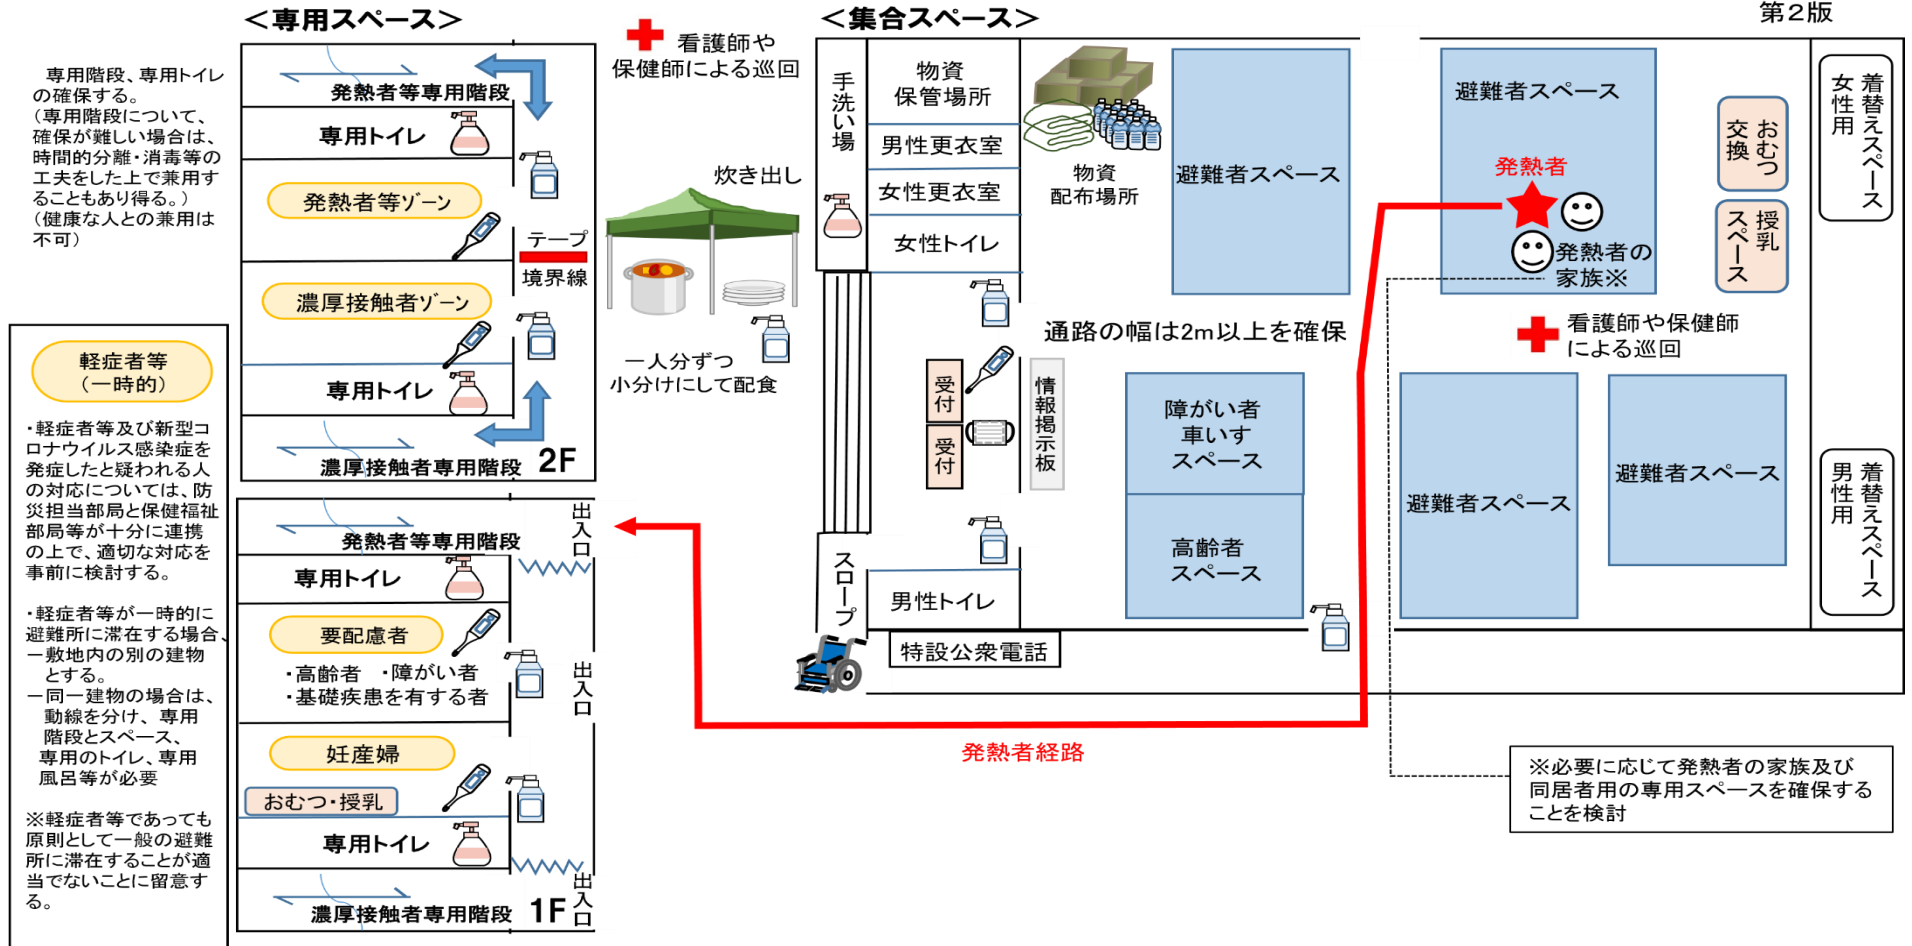 <専用スペース>
専用階段、専用トイレ
の確保する。
(専用階段について、
確保が難しい場合は、
時間的分離・消毒等の
工夫をした上で兼用す
ることもあり得る。)
(健康な人との兼用は
不可)
発熱者等専用階段
専用トイレ
発熱者等ゾーン
テープ
境界線
濃厚接触者ゾーン
専用トイレ
濃厚接触者専用階段
2F
軽症者等
(一時的)
・軽症者等及び新型コ
ロナウイルス感染症を
発症したと疑われる人
の対応については、防
災担当部局と保健福祉
部局等が十分に連携
の上で、適切な対応を
事前に検討する。
・軽症者等が一時的に
避難所に滞在する場合、
－敷地内の別の建物
とする。
－同一建物の場合は、
動線を分け、専用
階段とスペース、
専用のトイレ、専用
風呂等が必要
※軽症者等であっても
原則として一般の避難
所に滞在することが適
当でないことに留意す
る。
発熱者等専用階段
出入口
専用トイレ
要配慮者
・高齢者 ・障がい者
・基礎疾患を有する者
出入口
妊産婦
おむつ・授乳
専用トイレ
濃厚接触者専用階段
1F
出入口
看護師や
保健師による巡回
炊き出し
一人分ずつ
小分けにして配食
<集合スペース>
第2版
手洗い場
物資
保管場所
男性更衣室
女性更衣室
女性トイレ
物資
配布場所
避難者スペース
避難者スペース
発熱者
発熱者の
家族※
おむつ
交換
授乳
スペース
着替えスペース
女性用
通路の幅は2m以上を確保
看護師や保健師
による巡回
受付
受付
情報掲示板
障がい者
車いす
スペース
高齢者
スペース
避難者スペース
避難者スペース
着替えスペース
男性用
スロープ
男性トイレ
特設公衆電話
発熱者経路
※必要に応じて発熱者の家族及び
同居者用の専用スペースを確保する
ことを検討